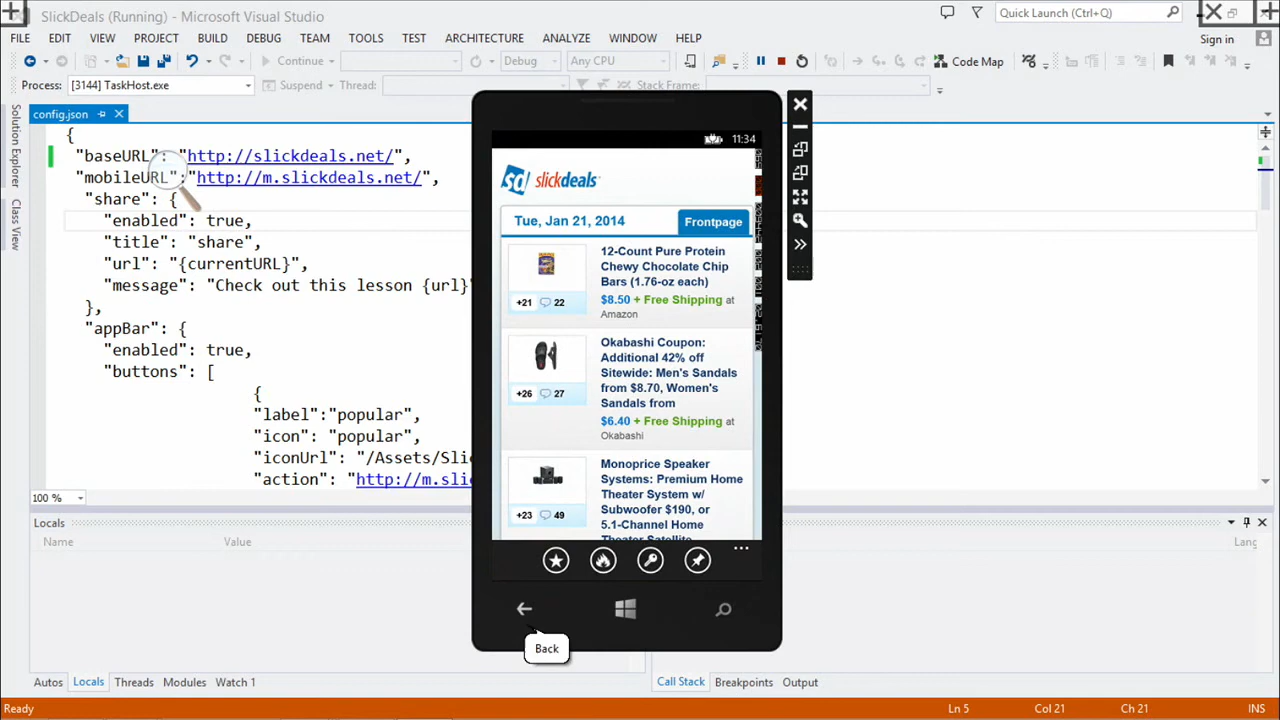 SlickDeals (Running) - Microsoft Visual Studio
Quick Launch (Ctrl+Q)
FILE EDIT VIEW PROJECT BUILD DEBUG TEAM TOOLS TEST ARCHITECTURE ANALYZE WINDOW HELP
Sign in
Continue Debug Any CPU Code Map
Process: [3144] TaskHost.exe Suspend Thread: Stack Frame:
Solution Explorer
Class View
config.json
{
"baseURL": "http://slickdeals.net/",
"mobileURL":"http://m.slickdeals.net/",
"share": {
"enabled": true,
"title": "share",
"url": "{currentURL}",
"message": "Check out this lesson {url}"
},
"appBar": {
"enabled": true,
"buttons": [
{
"label":"popular",
"icon": "popular",
"iconUrl": "/Assets/Slic
"action": "http://m.s
100 %
11:34
sd slickdeals
Tue, Jan 21, 2014
Frontpage
12-Count Pure Protein
Chewy Chocolate Chip
Bars (1.76-oz each)
$8.50 + Free Shipping at
Amazon
+21 22
Okabashi Coupon:
Additional 42% off
Sitewide: Men's Sandals
from $8.70, Women's
Sandals from
$6.40 + Free Shipping at
Okabashi
+26 27
Monoprice Speaker
Systems: Premium Home
Theater System w/
Subwoofer $190, or
5.1-Channel Home
Theater Satellite
+23 49
Back
Locals
Name Value
Lang
Autos Locals Threads Modules Watch 1
Call Stack Breakpoints Output
Ready Ln 5 Col 21 Ch 21 INS